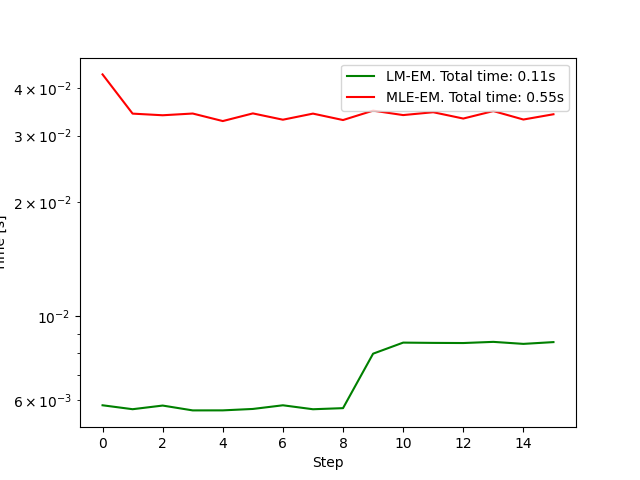 LM-EM. Total time: 0.11s
MLE-EM. Total time: 0.55s
4 × 10⁻²
3 × 10⁻²
2 × 10⁻²
10⁻²
6 × 10⁻³
[s]
0 2 4 6 8 10 12 14
Step